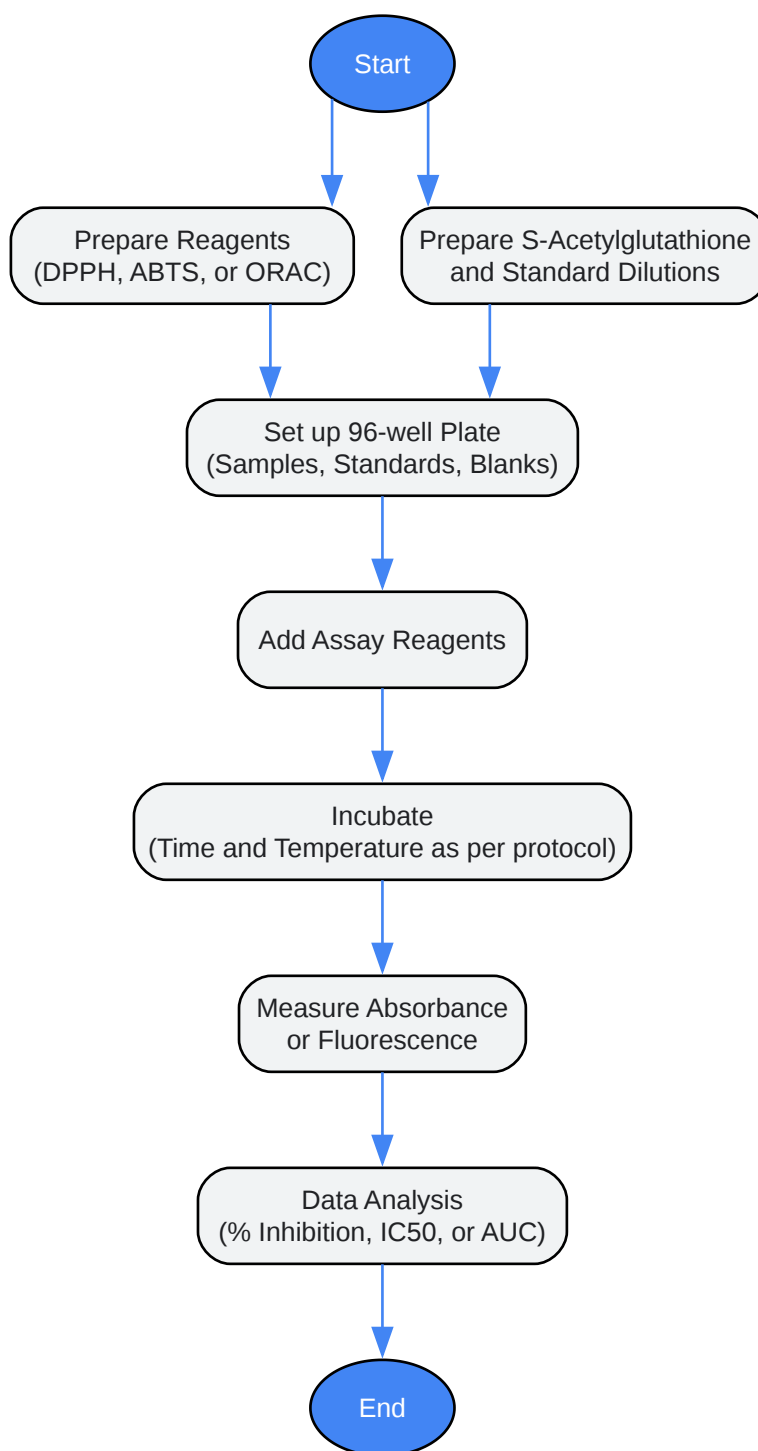 Start
Prepare Reagents
(DPPH, ABTS, or ORAC)
Prepare S-Acetylglutathione
and Standard Dilutions
Set up 96-well Plate
(Samples, Standards, Blanks)
Add Assay Reagents
Incubate
(Time and Temperature as per protocol)
Measure Absorbance
or Fluorescence
Data Analysis
(% Inhibition, IC50, or AUC)
End